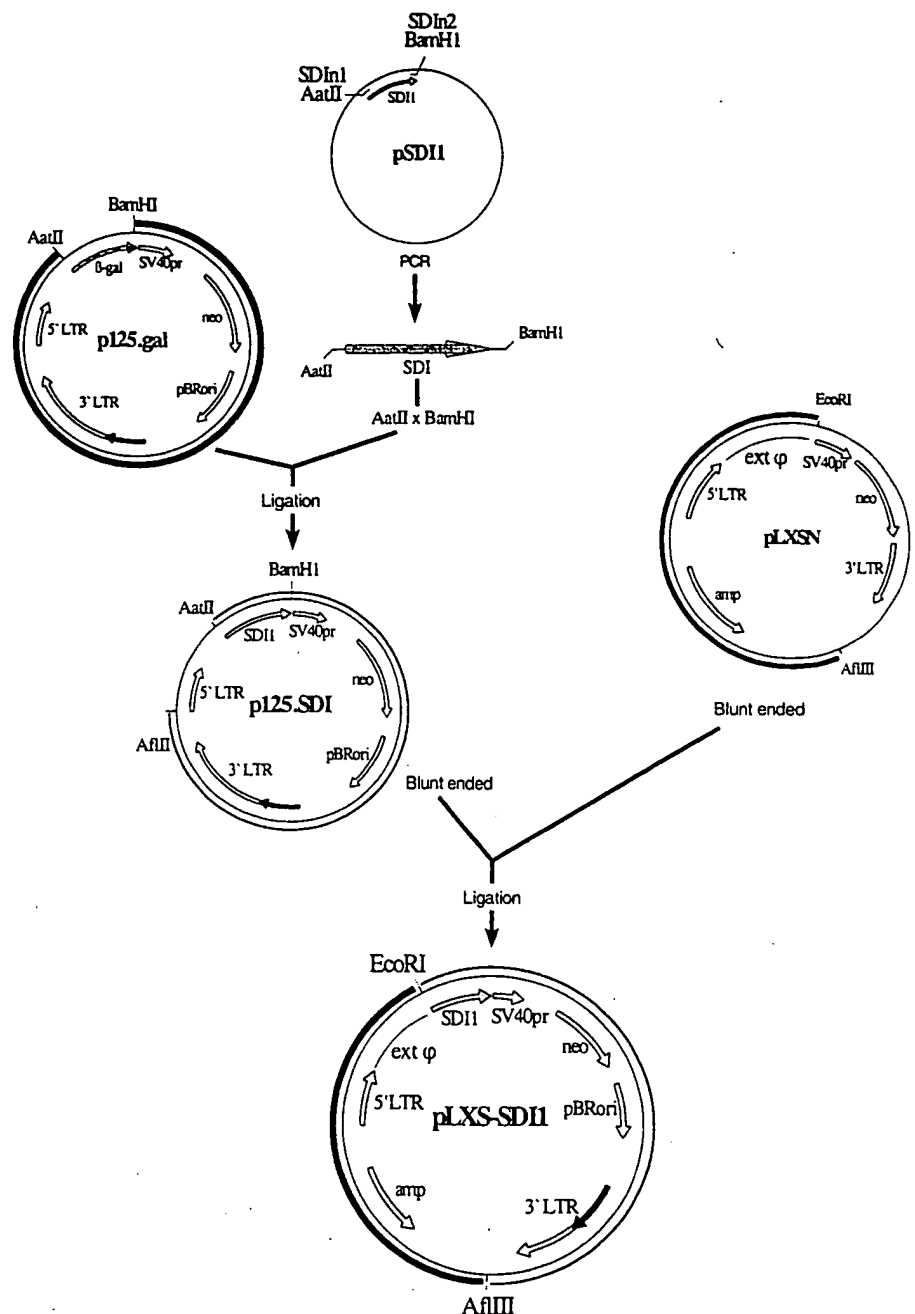 SDIn2
BamH1
SDIn1
AatII
SDI1
pSDI1
PCR
AatII
BamH1
SDI
AatII x BamHI
BamHI
AatII
β-gal
SV40pr
neo
5`LTR
p125.gal
pBRori
3`LTR
Ligation
EcoRI
ext φ
SV40pr
5'LTR
neo
pLXSN
3'LTR
amp
AflIII
Blunt ended
BamH1
AatII
SDI1
SV40pr
neo
5`LTR
p125.SDI
AflII
pBRori
3`LTR
Blunt ended
Ligation
EcoRI
SDI1
SV40pr
ext φ
neo
5'LTR
pLXS-SDI1
pBRori
amp
3`LTR
AflIII